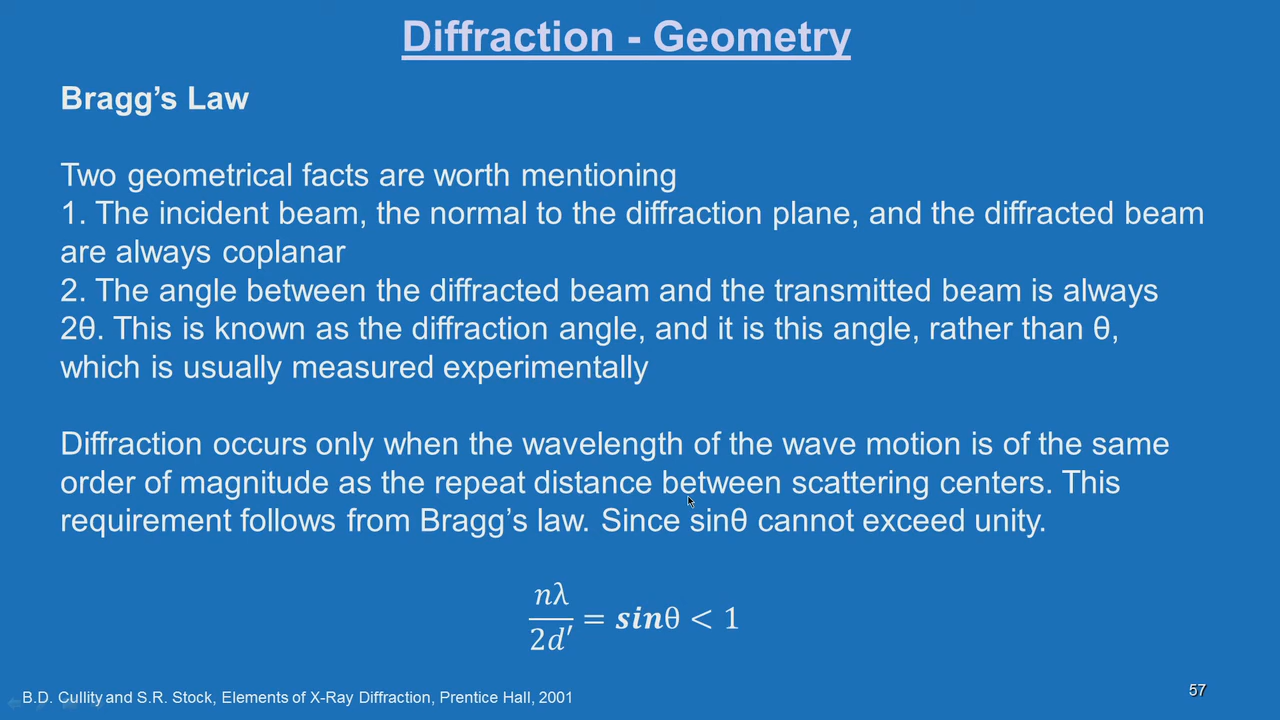 Diffraction - Geometry
Bragg’s Law
Two geometrical facts are worth mentioning
1. The incident beam, the normal to the diffraction plane, and the diffracted beam
are always coplanar
2. The angle between the diffracted beam and the transmitted beam is always
2θ. This is known as the diffraction angle, and it is this angle, rather than θ,
which is usually measured experimentally
Diffraction occurs only when the wavelength of the wave motion is of the same
order of magnitude as the repeat distance between scattering centers. This
requirement follows from Bragg’s law. Since sinθ cannot exceed unity.
nλ
2d′ = sinθ < 1
B.D. Cullity and S.R. Stock, Elements of X-Ray Diffraction, Prentice Hall, 2001
57